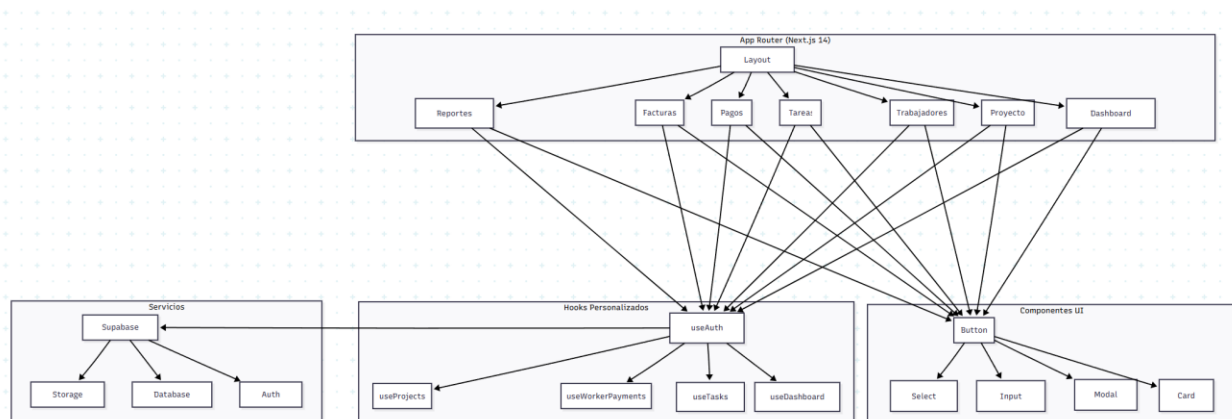 App Router (Next.js 14)
Layout
Reportes
Facturas
Pagos
Tareas
Trabajadores
Proyecto
Dashboard
Servicios
Supabase
Storage
Database
Auth
Hooks Personalizados
useAuth
useProjects
useWorkerPayments
useTasks
useDashboard
Componentes UI
Button
Select
Input
Modal
Card